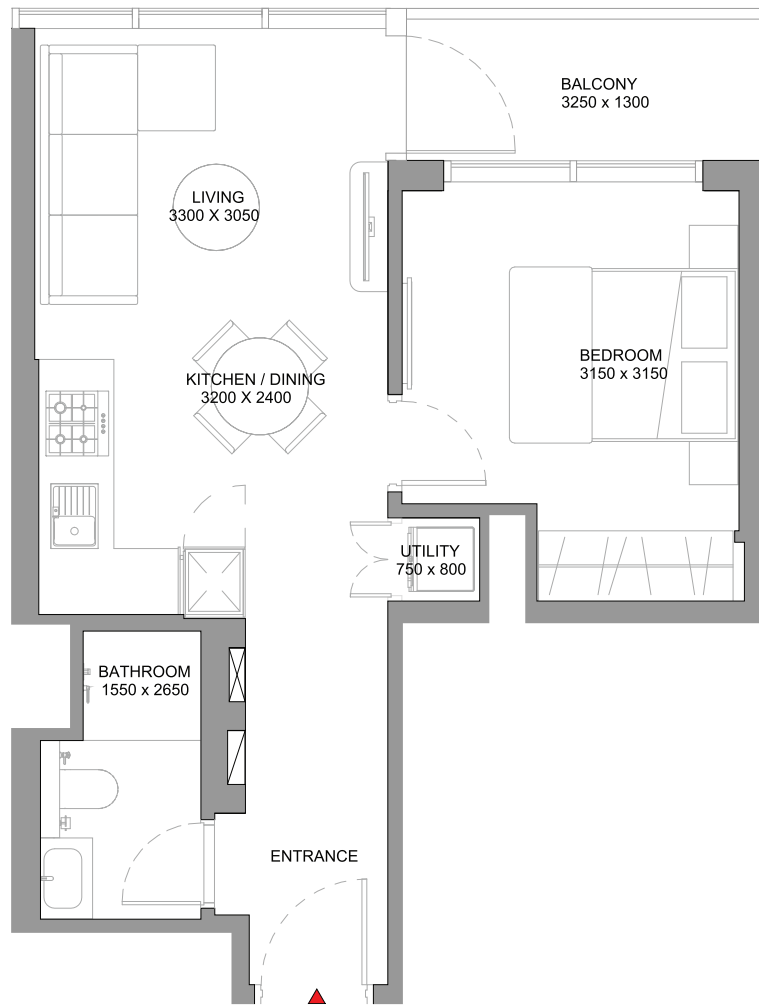 BALCONY
3250 x 1300
LIVING
3300 X 3050
BEDROOM
3150 x 3150
KITCHEN / DINING
3200 X 2400
UTILITY
750 x 800
BATHROOM
1550 x 2650
ENTRANCE